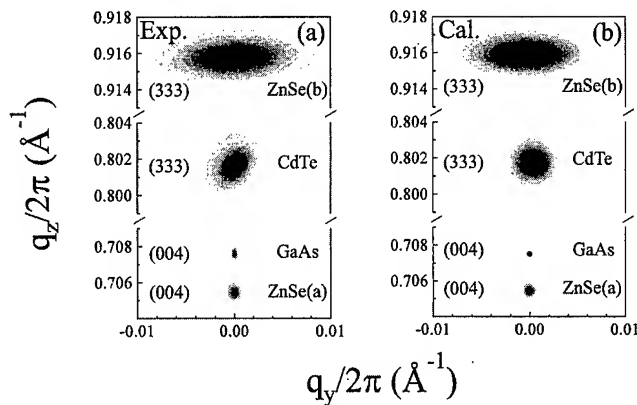 Exp. (a)
0.918
0.916
0.914
(333) ZnSe(b)
0.804
0.802
0.800
(333) CdTe
0.708
0.706
(004) GaAs
(004) ZnSe(a)
-0.01 0.00 0.01
Cal. (b)
0.918
0.916
0.914
(333) ZnSe(b)
0.804
0.802
0.800
(333) CdTe
0.708
0.706
(004) GaAs
(004) ZnSe(a)
-0.01 0.00 0.01
q_z/2π (Å⁻¹)
q_y/2π (Å⁻¹)